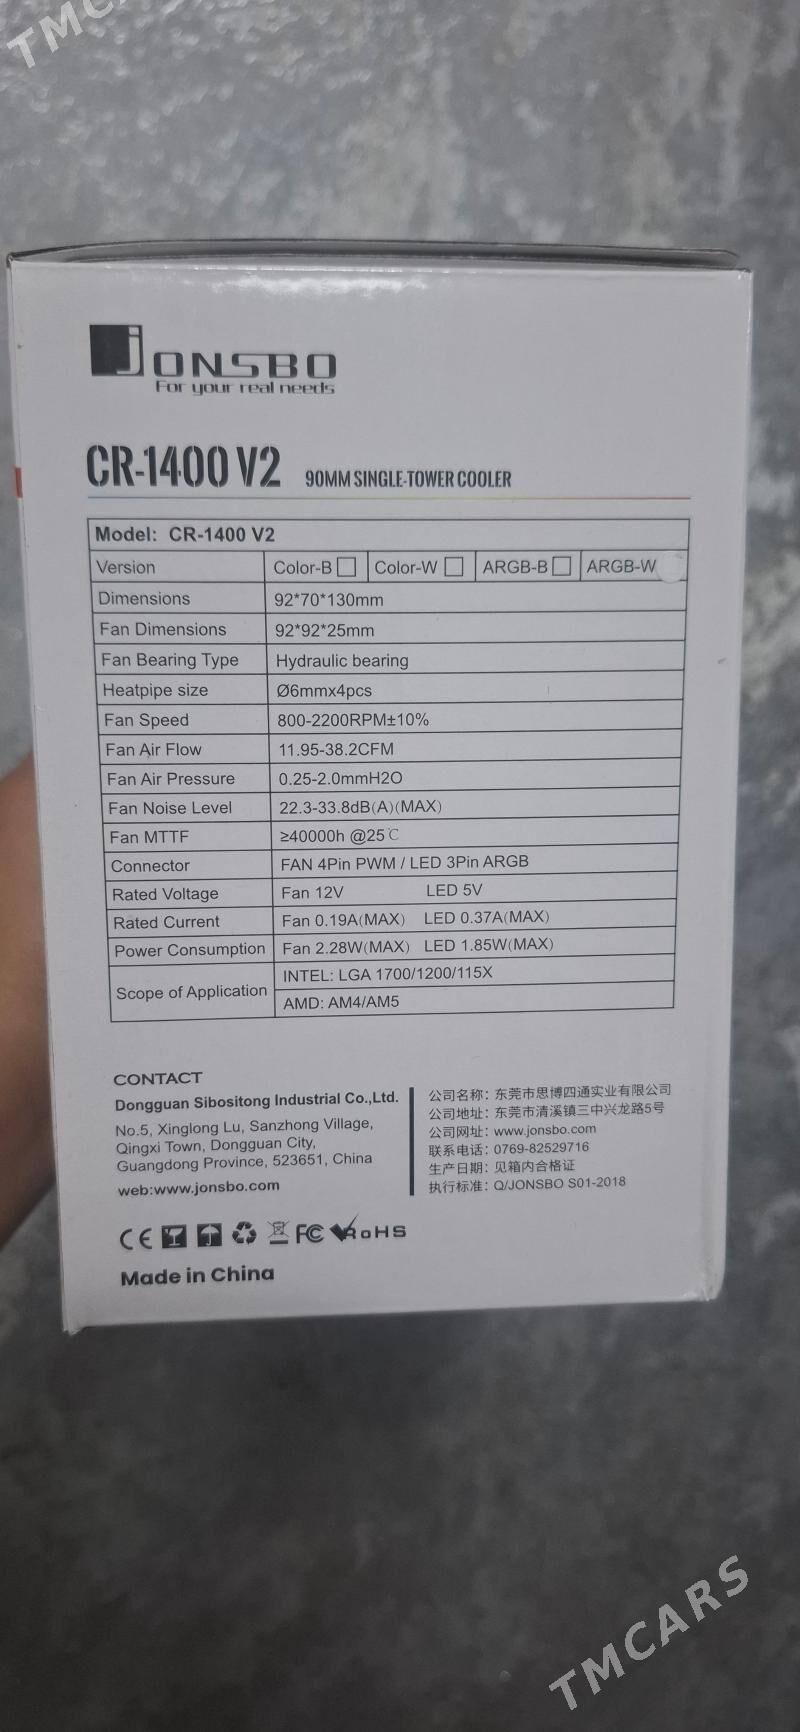 TMC
JONSBO
For your real needs
CR-1400 V2 90MM SINGLE-TOWER COOLER
Model: CR-1400 V2
Version Color-B Color-W ARGB-B ARGB-W
Dimensions 92*70*130mm
Fan Dimensions 92*92*25mm
Fan Bearing Type Hydraulic bearing
Heatpipe size Ø6mmx4pcs
Fan Speed 800-2200RPM±10%
Fan Air Flow 11.95-38.2CFM
Fan Air Pressure 0.25-2.0mmH2O
Fan Noise Level 22.3-33.8dB(A)(MAX)
Fan MTTF ≥40000h @25℃
Connector FAN 4Pin PWM / LED 3Pin ARGB
Rated Voltage Fan 12V LED 5V
Rated Current Fan 0.19A(MAX) LED 0.37A(MAX)
Power Consumption Fan 2.28W(MAX) LED 1.85W(MAX)
Scope of Application INTEL: LGA 1700/1200/115X
AMD: AM4/AM5
CONTACT
Dongguan Sibositong Industrial Co.,Ltd.
No.5, Xinglong Lu, Sanzhong Village,
Qingxi Town, Dongguan City,
Guangdong Province, 523651, China
web:www.jonsbo.com
公司名称: 东莞市思博四通实业有限公司
公司地址: 东莞市清溪镇三中兴龙路5号
公司网址: www.jonsbo.com
联系电话: 0769-82529716
生产日期: 见箱内合格证
执行标准: Q/JONSBO S01-2018
CE FC RoHS
Made in China
TMCARS